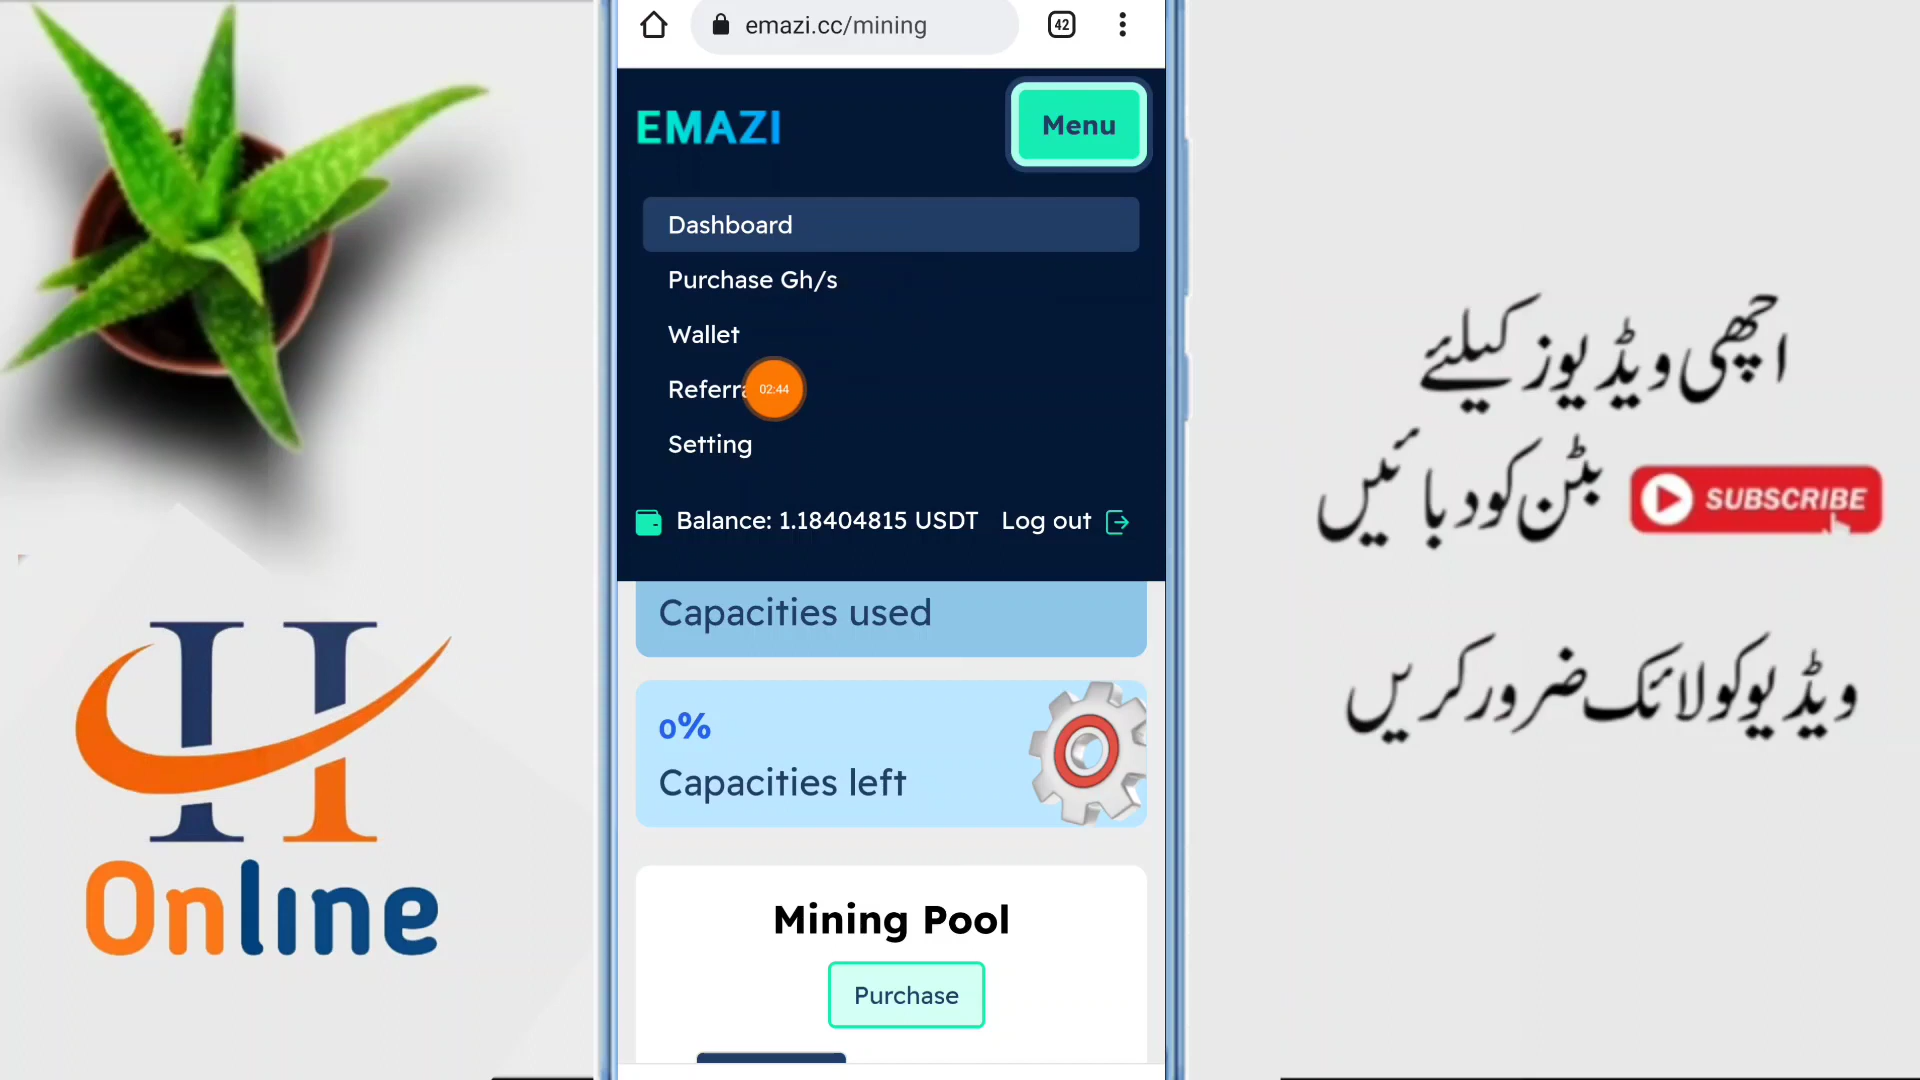 emazi.cc/mining
42
EMAZI
Menu
Dashboard
Purchase Gh/s
Wallet
Referra
02:44
Setting
Balance: 1.18404815 USDT
Log out
Capacities used
0%
Capacities left
Mining Pool
Purchase
H
Online
اچھی ویڈیوز کیلئے
بٹن کو دبائیں
SUBSCRIBE
ویڈیو کو لائک ضرور کریں